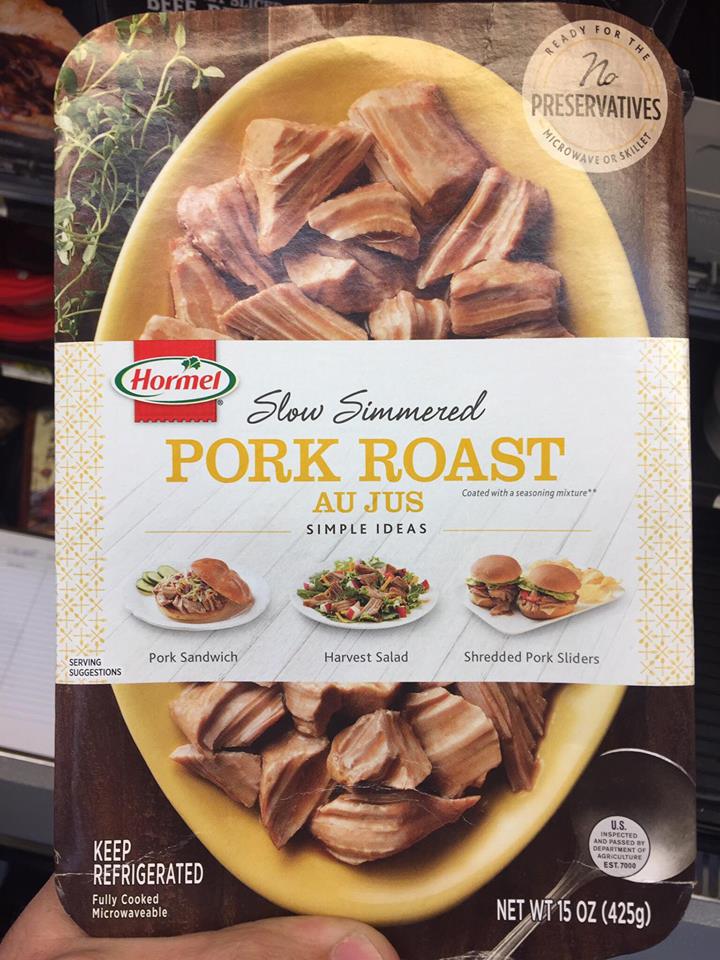 BEEF
READY FOR THE
No
PRESERVATIVES
MICROWAVE OR SKILLET
Hormel
®
Slow Simmered
PORK ROAST
AU JUS
Coated with a seasoning mixture**
SIMPLE IDEAS
SERVING
SUGGESTIONS
Pork Sandwich
Harvest Salad
Shredded Pork Sliders
KEEP
REFRIGERATED
Fully Cooked
Microwaveable
U.S.
INSPECTED
AND PASSED BY
DEPARTMENT OF
AGRICULTURE
EST. 7000
NET WT 15 OZ (425g)